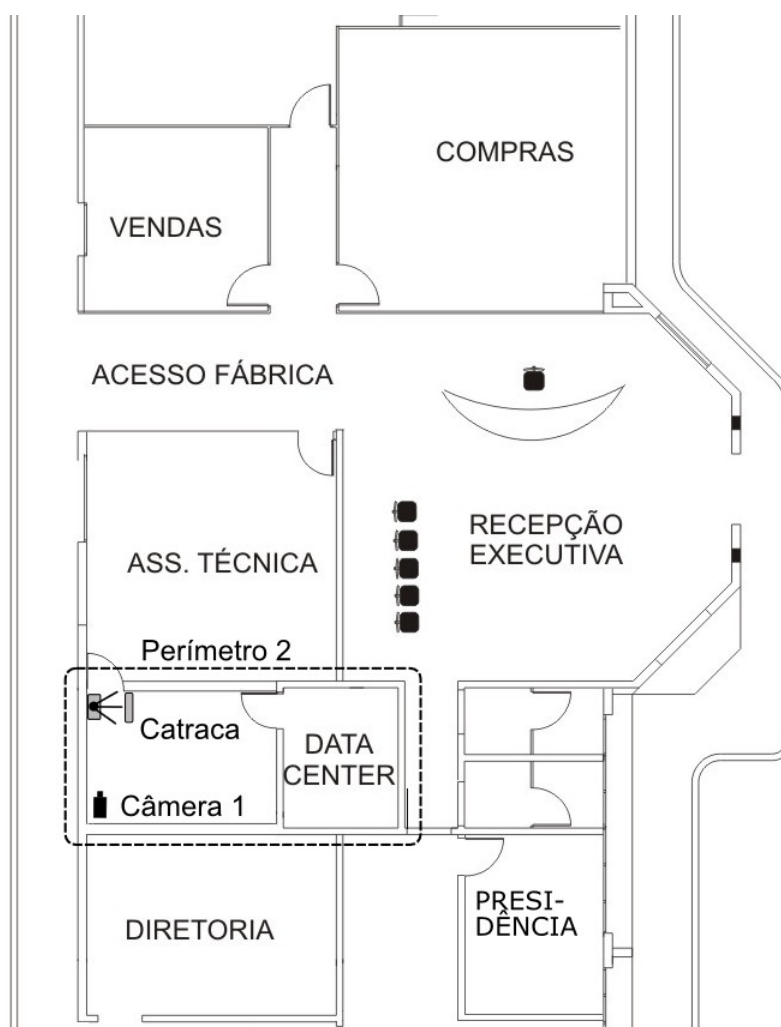 COMPRAS
VENDAS
ACESSO FÁBRICA
RECEPÇÃO
EXECUTIVA
ASS. TÉCNICA
Perímetro 2
Catraca
DATA
CENTER
Câmera 1
PRESI-
DÊNCIA
DIRETORIA